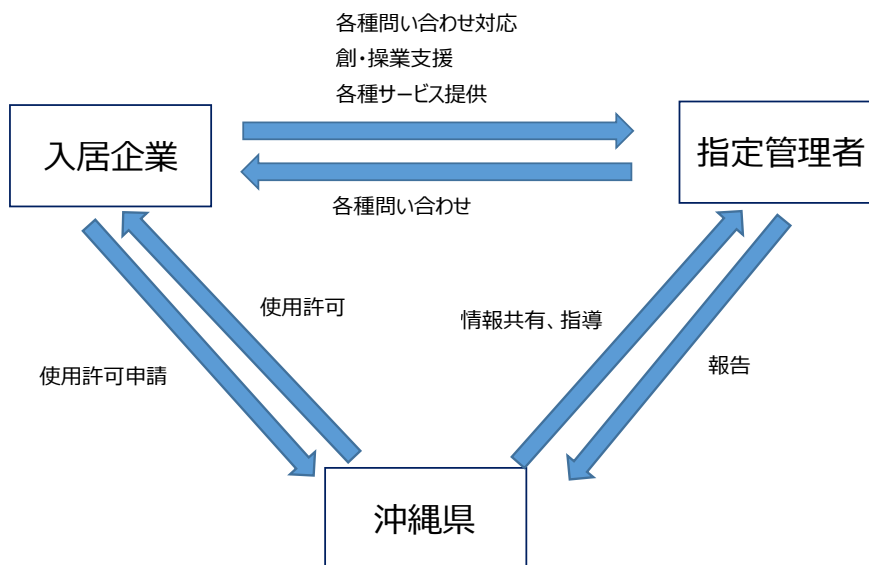 各種問い合わせ対応
創・操業支援
各種サービス提供
入居企業
指定管理者
各種問い合わせ
使用許可
情報共有、指導
使用許可申請
報告
沖縄県